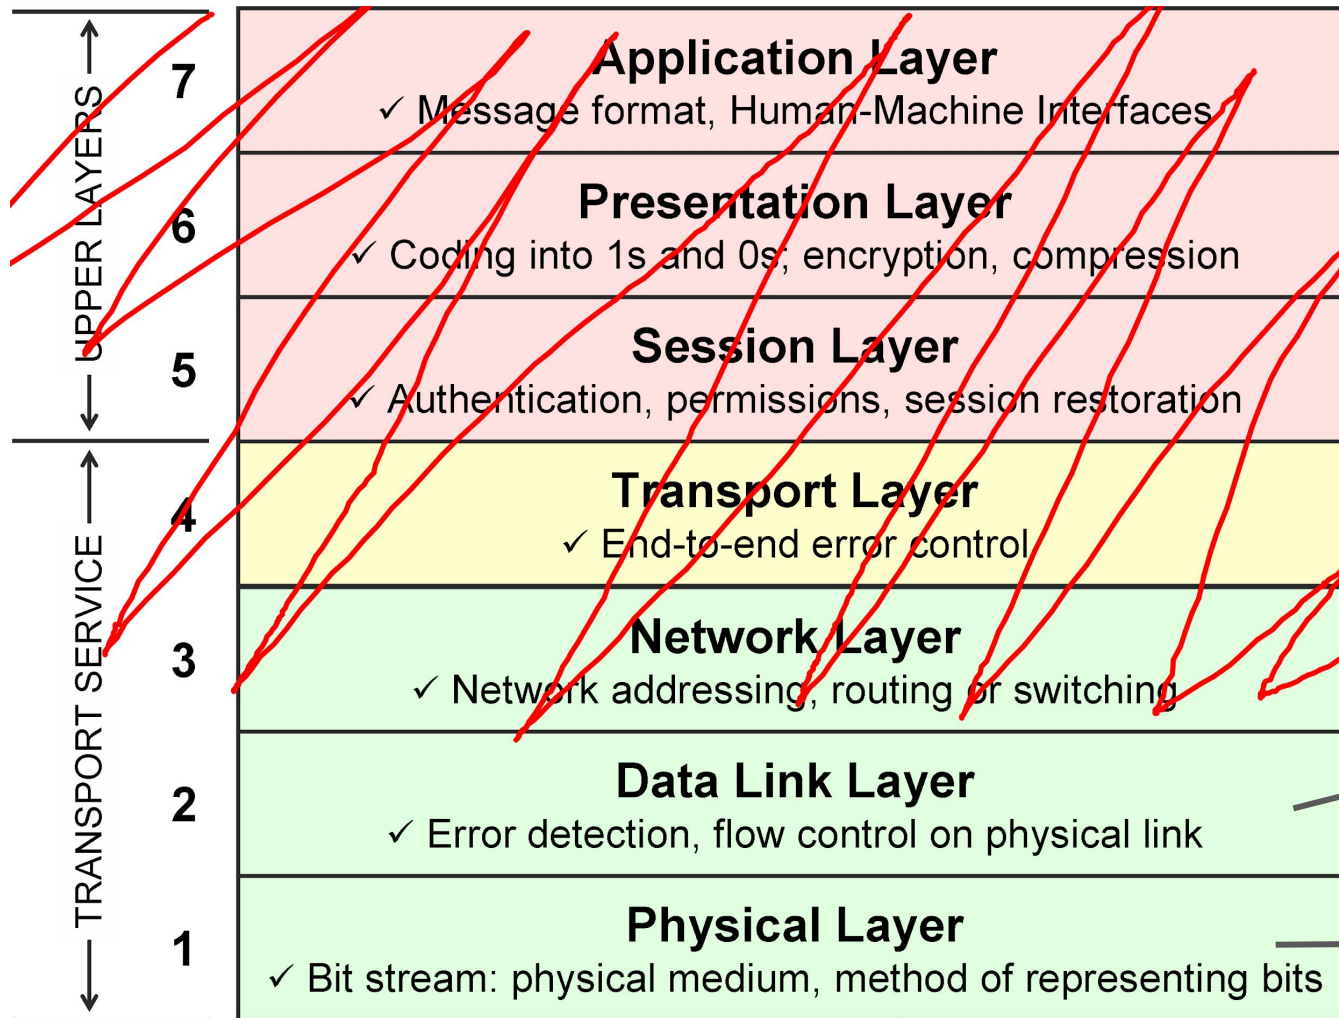 UPPER LAYERS
7
Application Layer
✓ Message format, Human-Machine Interfaces
6
Presentation Layer
✓ Coding into 1s and 0s; encryption, compression
5
Session Layer
✓ Authentication, permissions, session restoration
TRANSPORT SERVICE
4
Transport Layer
✓ End-to-end error control
3
Network Layer
✓ Network addressing, routing or switching
2
Data Link Layer
✓ Error detection, flow control on physical link
1
Physical Layer
✓ Bit stream: physical medium, method of representing bits